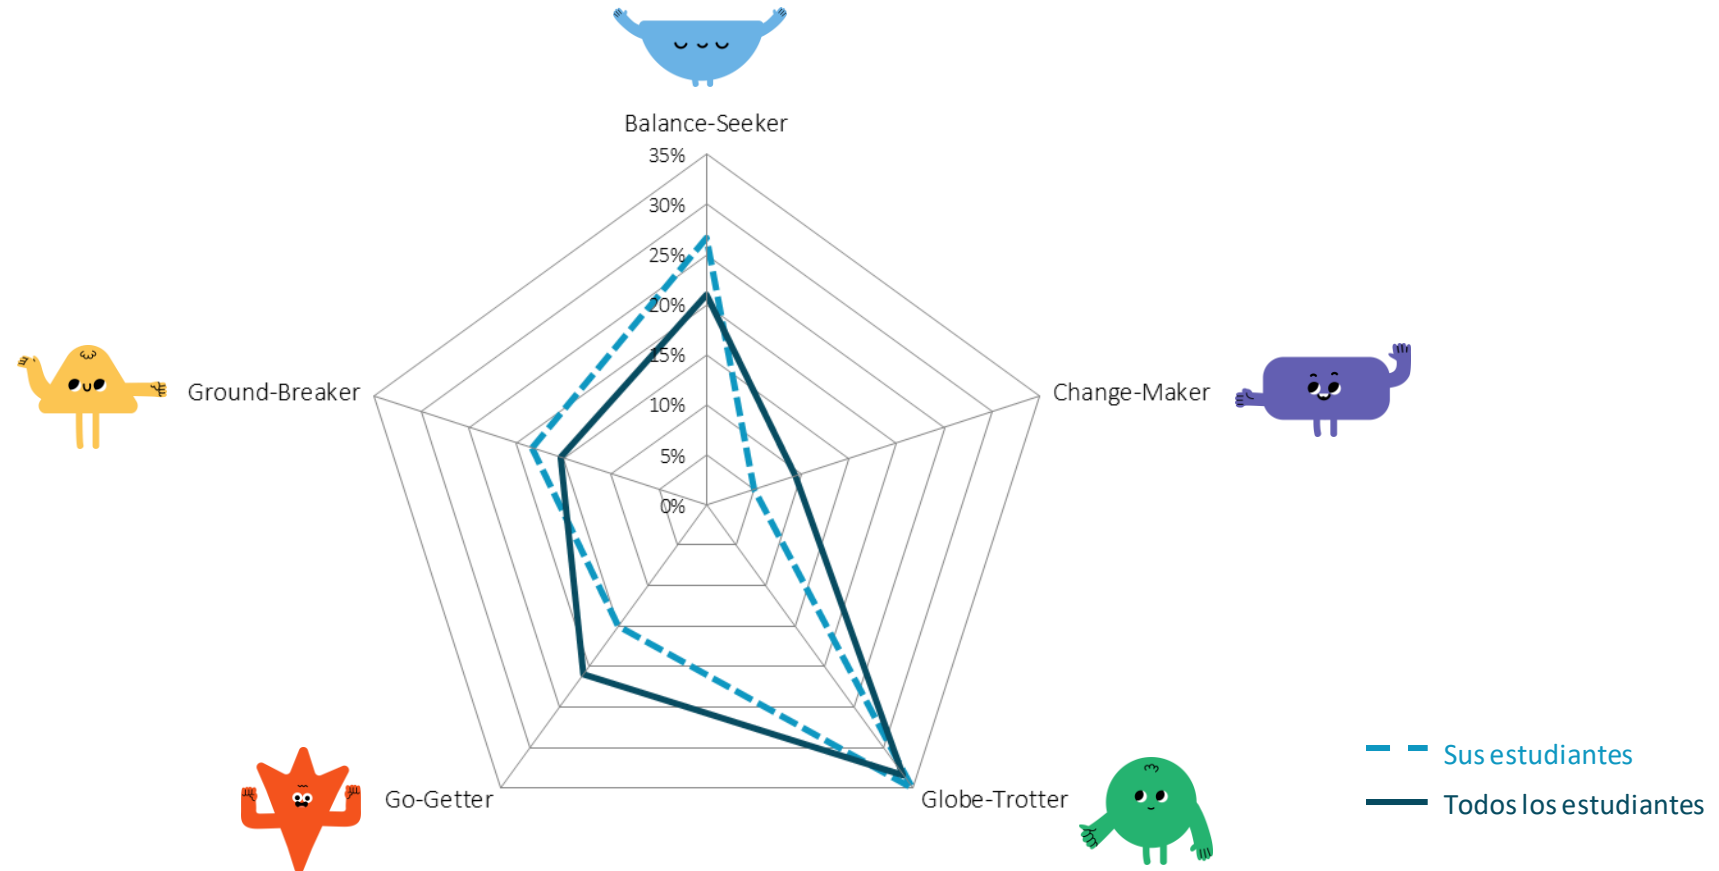 Balance-Seeker
35%
30%
25%
20%
15%
10%
5%
0%
Ground-Breaker
Change-Maker
Go-Getter
Globe-Trotter
Sus estudiantes
Todos los estudiantes